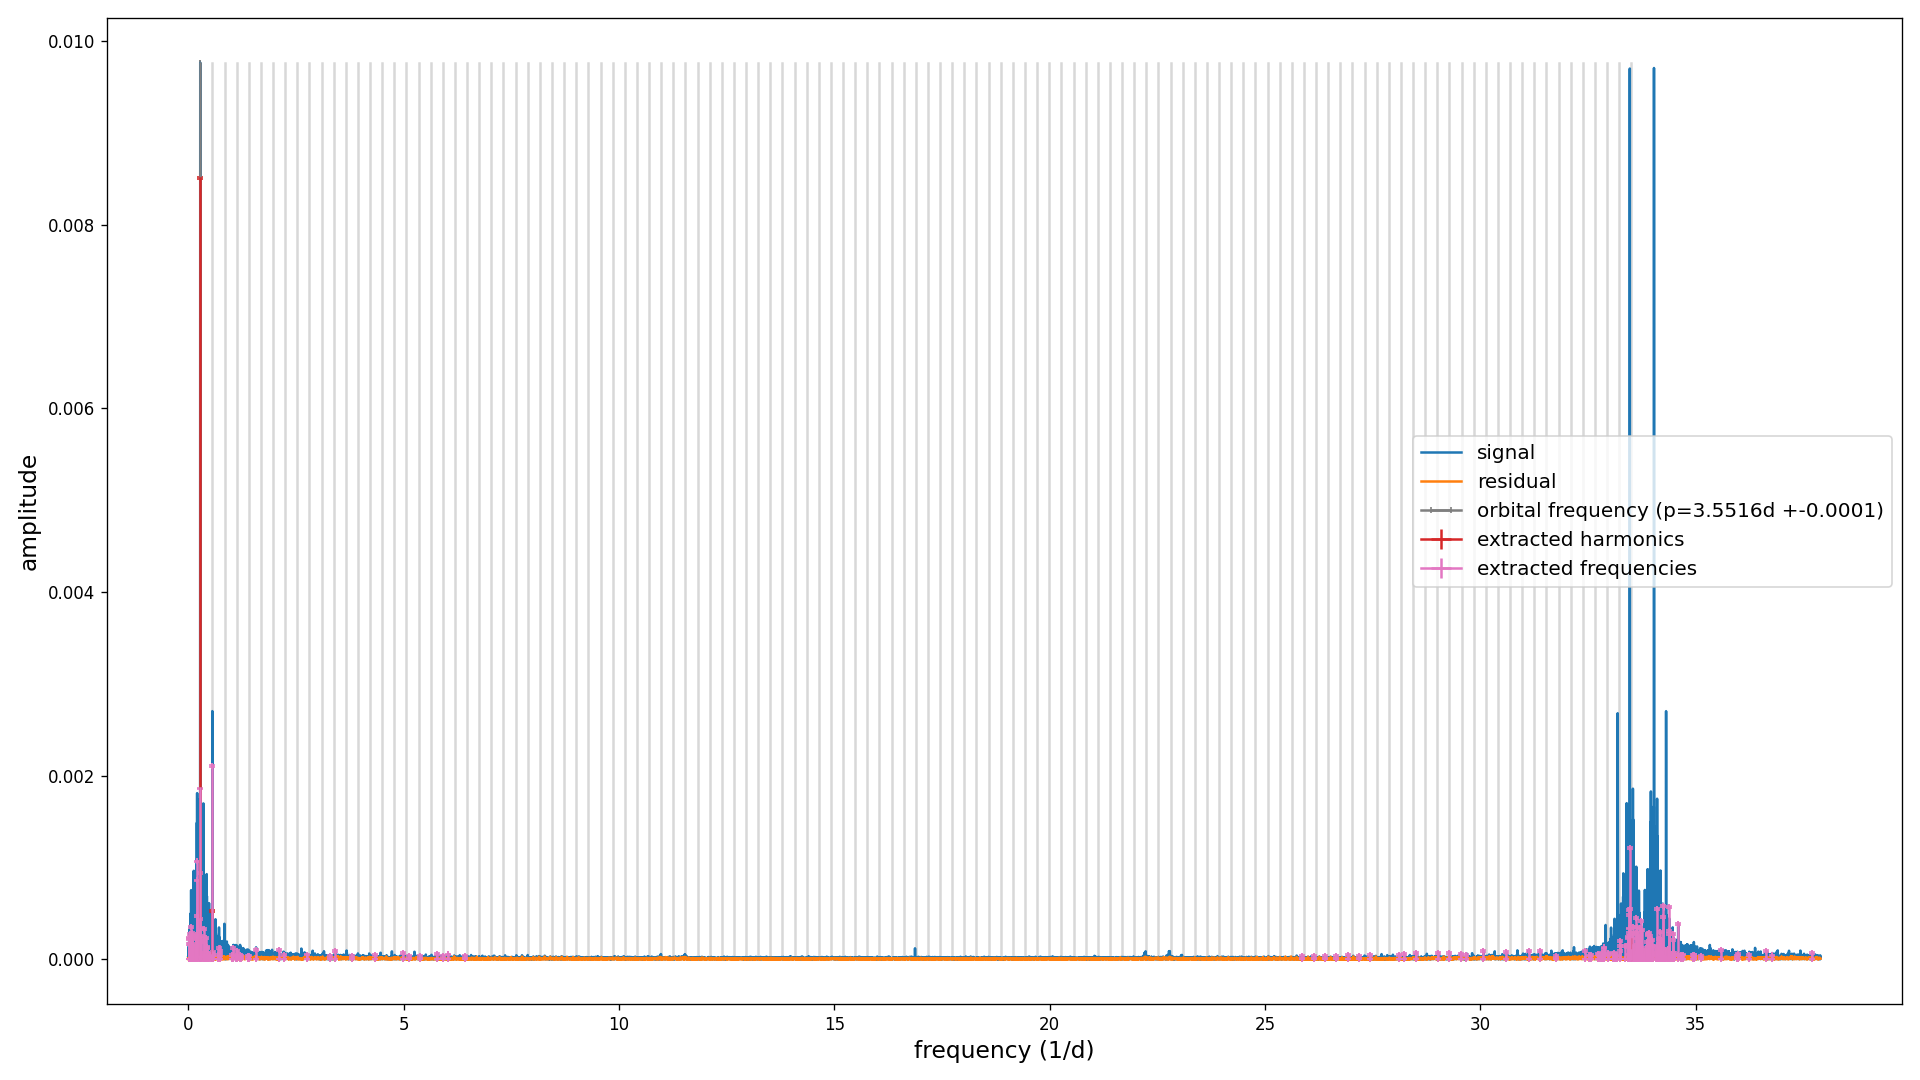 0.010
0.008
0.006
0.004
0.002
0.000
amplitude
signal
residual
orbital frequency (p=3.5516d +-0.0001)
extracted harmonics
extracted frequencies
0 5 10 15 20 25 30 35
frequency (1/d)